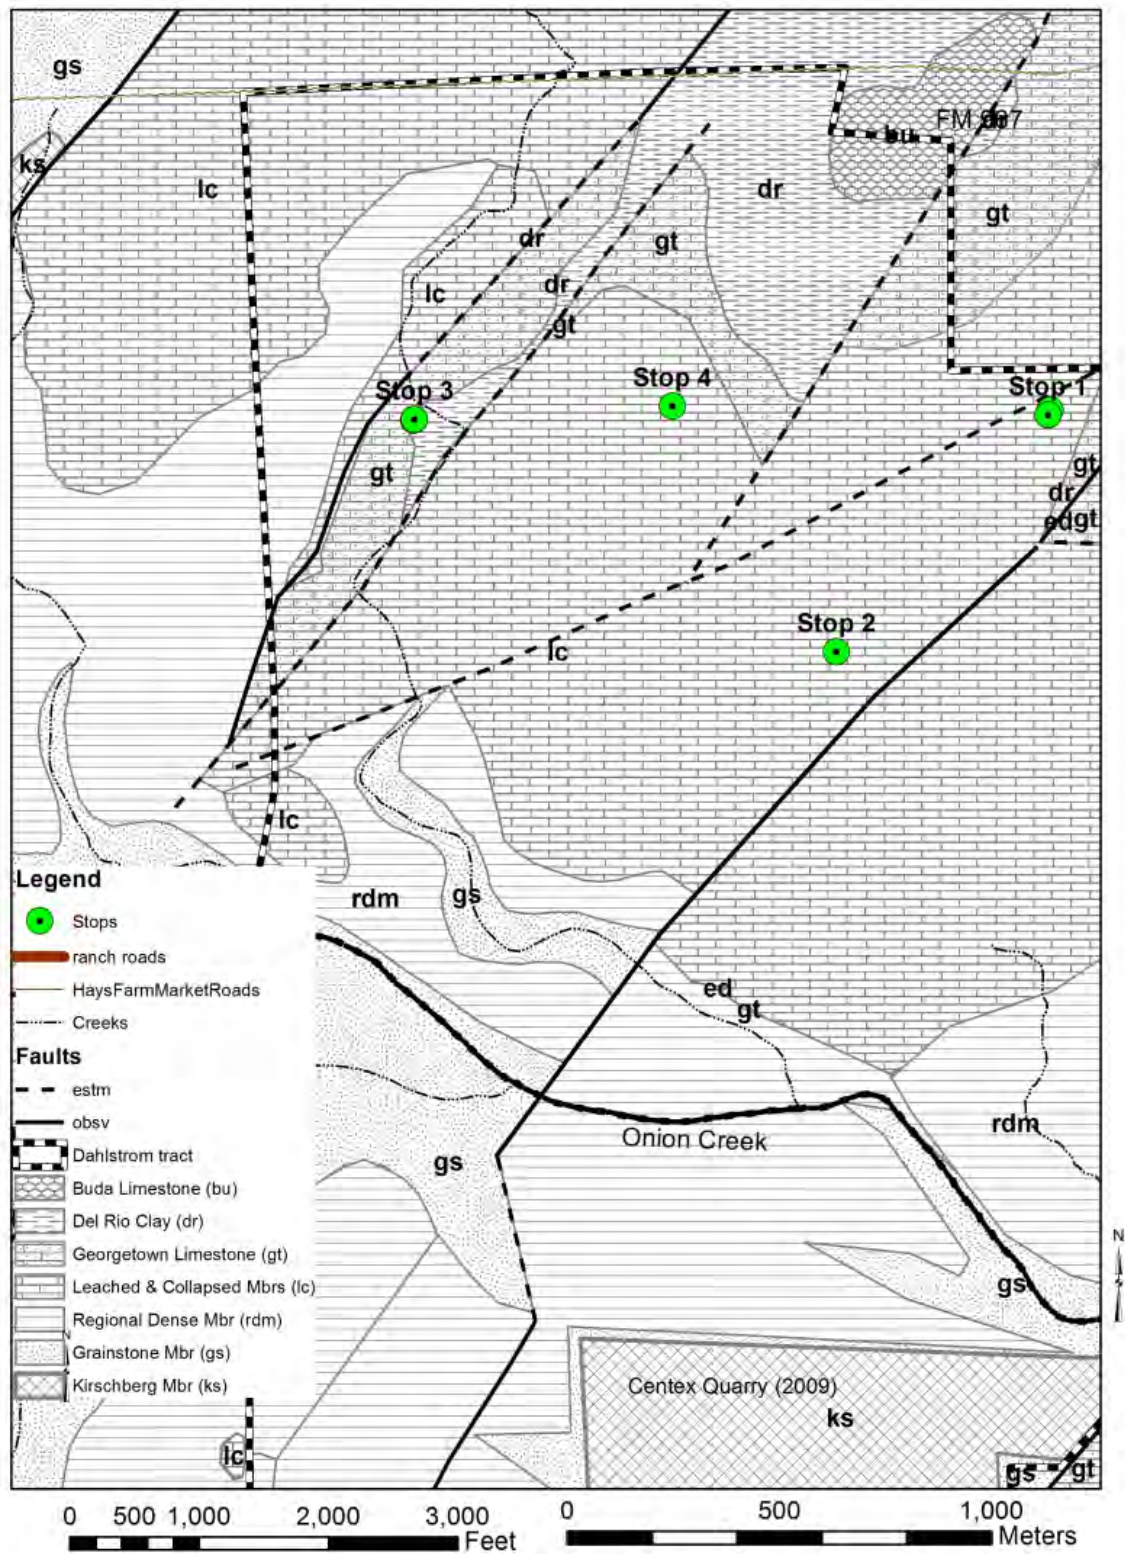 gs
ks
lc
dr
bu
FM 967
dr
gt
gt
dr
lc
dr
gt
Stop 3
Stop 4
Stop 1
gt
gt
dr
edgt
Stop 2
lc
lc
rdm
gs
ed
gt
Onion Creek
rdm
gs
gs
Centex Quarry (2009)
ks
lc
gs
gt
Legend
Stops
ranch roads
HaysFarmMarketRoads
Creeks
Faults
estm
obsv
Dahlstrom tract
Buda Limestone (bu)
Del Rio Clay (dr)
Georgetown Limestone (gt)
Leached & Collapsed Mbrs (lc)
Regional Dense Mbr (rdm)
Grainstone Mbr (gs)
Kirschberg Mbr (ks)
N
N
0 500 1,000 2,000 3,000
Feet
0 500 1,000
Meters